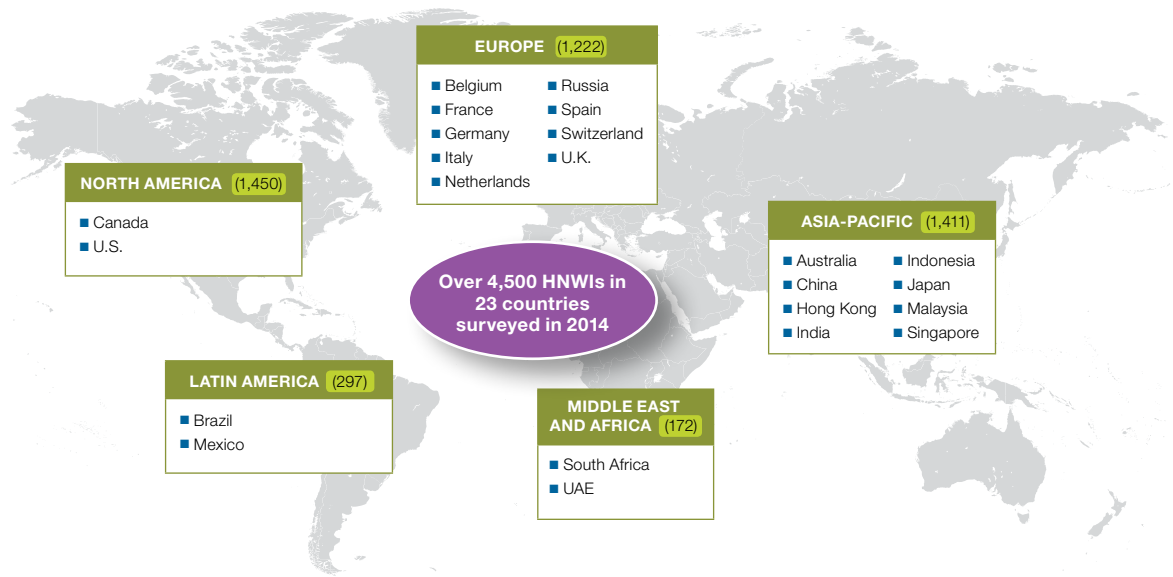 EUROPE (1,222)
Belgium
France
Germany
Italy
Netherlands
Russia
Spain
Switzerland
U.K.
NORTH AMERICA (1,450)
Canada
U.S.
ASIA-PACIFIC (1,411)
Australia
China
Hong Kong
India
Indonesia
Japan
Malaysia
Singapore
Over 4,500 HNWIs in
23 countries
surveyed in 2014
LATIN AMERICA (297)
Brazil
Mexico
MIDDLE EAST
AND AFRICA (172)
South Africa
UAE